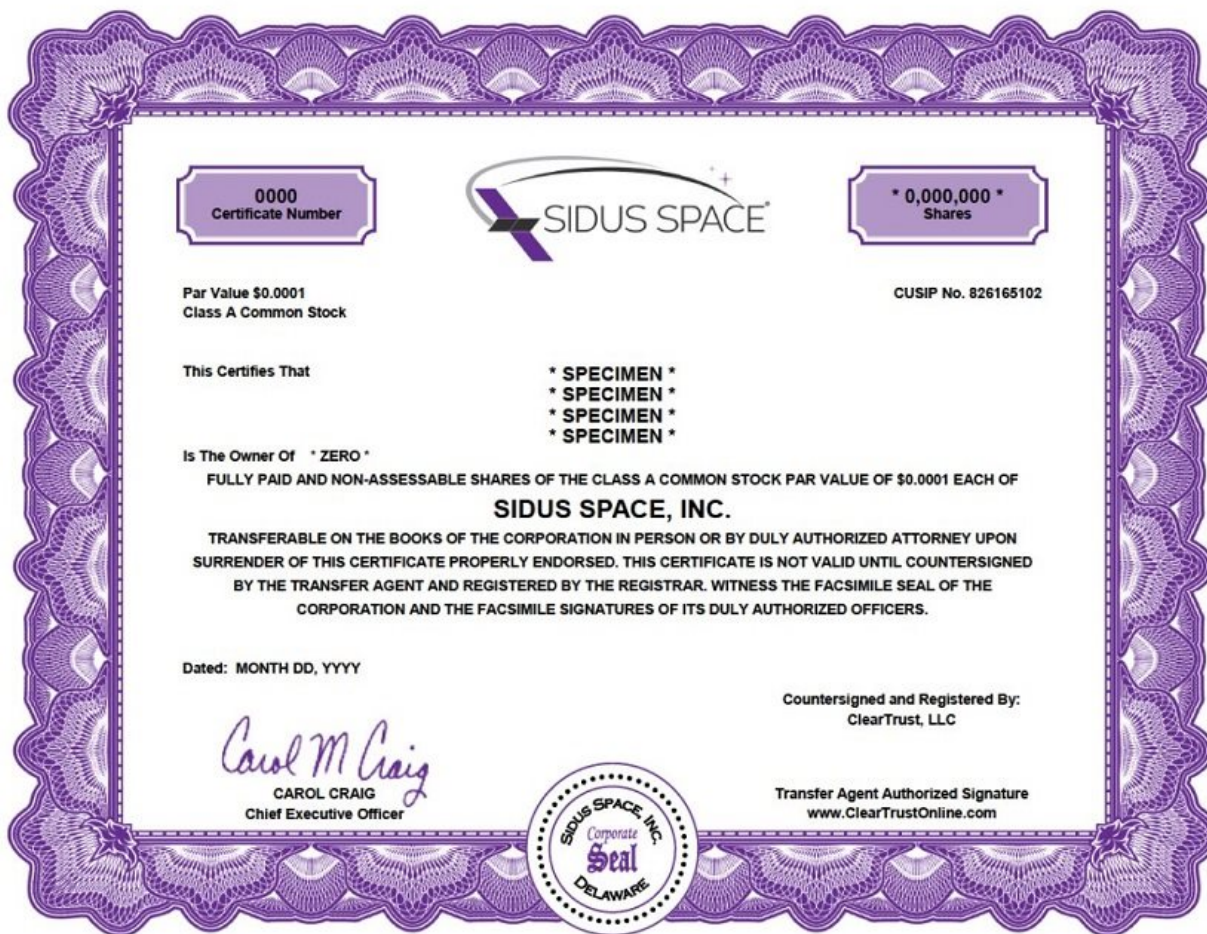 0000
Certificate Number
SIDUS SPACE®
* 0,000,000 *
Shares
Par Value $0.0001
Class A Common Stock
CUSIP No. 826165102
This Certifies That
* SPECIMEN *
* SPECIMEN *
* SPECIMEN *
* SPECIMEN *
Is The Owner Of * ZERO *
FULLY PAID AND NON-ASSESSABLE SHARES OF THE CLASS A COMMON STOCK PAR VALUE OF $0.0001 EACH OF
SIDUS SPACE, INC.
TRANSFERABLE ON THE BOOKS OF THE CORPORATION IN PERSON OR BY DULY AUTHORIZED ATTORNEY UPON
SURRENDER OF THIS CERTIFICATE PROPERLY ENDORSED. THIS CERTIFICATE IS NOT VALID UNTIL COUNTERSIGNED
BY THE TRANSFER AGENT AND REGISTERED BY THE REGISTRAR. WITNESS THE FACSIMILE SEAL OF THE
CORPORATION AND THE FACSIMILE SIGNATURES OF ITS DULY AUTHORIZED OFFICERS.
Dated: MONTH DD, YYYY
Carol M Craig
CAROL CRAIG
Chief Executive Officer
Countersigned and Registered By:
ClearTrust, LLC
Transfer Agent Authorized Signature
www.ClearTrustOnline.com
SIDUS SPACE, INC.
Corporate
Seal
DELAWARE